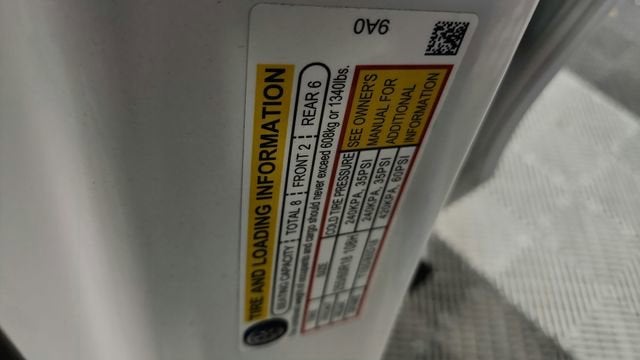 9A0
TIRE AND LOADING INFORMATION
SEATING CAPACITY TOTAL 8 FRONT 2 REAR 6
weight of occupants and cargo should never exceed 608kg or 1340lbs.
SIZE COLD TIRE PRESSURE SEE OWNER'S
240KPA, 35PSI MANUAL FOR
240KPA, 35PSI ADDITIONAL
420KPA, 60PSI INFORMATION